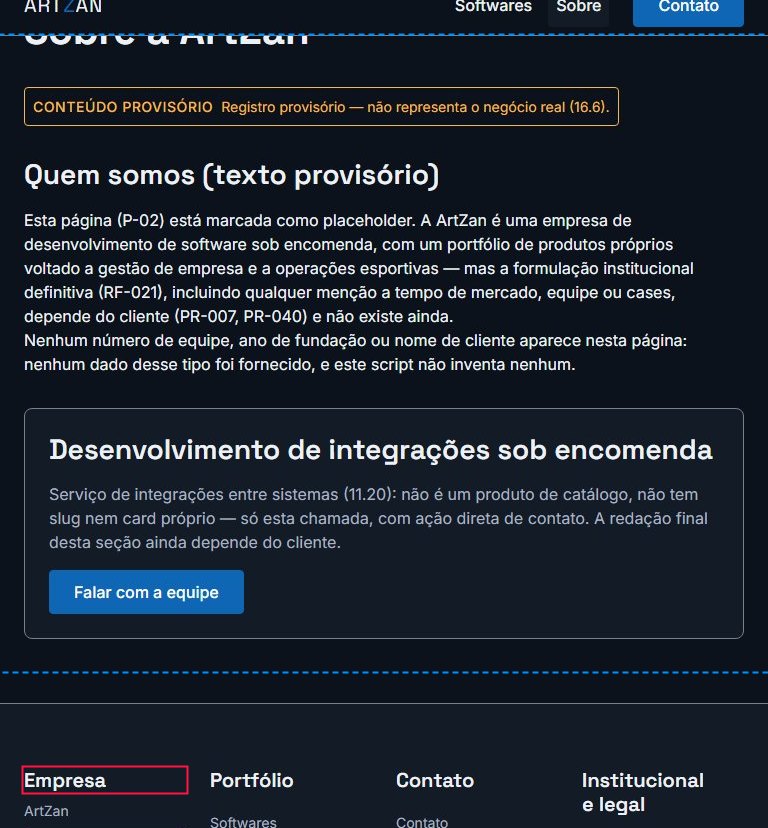 ARTZAN
Softwares Sobre Contato
Sobre a ArtZan
CONTEÚDO PROVISÓRIO Registro provisório — não representa o negócio real (16.6).
Quem somos (texto provisório)
Esta página (P-02) está marcada como placeholder. A ArtZan é uma empresa de
desenvolvimento de software sob encomenda, com um portfólio de produtos próprios
voltado a gestão de empresa e a operações esportivas — mas a formulação institucional
definitiva (RF-021), incluindo qualquer menção a tempo de mercado, equipe ou cases,
depende do cliente (PR-007, PR-040) e não existe ainda.
Nenhum número de equipe, ano de fundação ou nome de cliente aparece nesta página:
nenhum dado desse tipo foi fornecido, e este script não inventa nenhum.
Desenvolvimento de integrações sob encomenda
Serviço de integrações entre sistemas (11.20): não é um produto de catálogo, não tem
slug nem card próprio — só esta chamada, com ação direta de contato. A redação final
desta seção ainda depende do cliente.
Falar com a equipe
Empresa Portfólio Contato Institucional
e legal
ArtZan
Softwares Contato